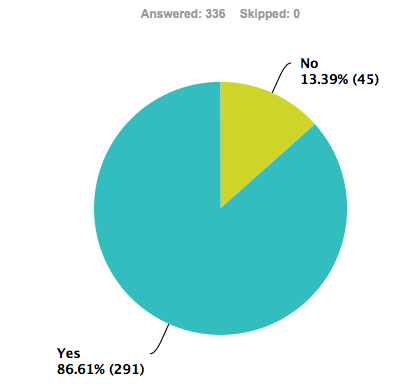 Answered: 336 Skipped: 0
No
13.39% (45)
Yes
86.61% (291)